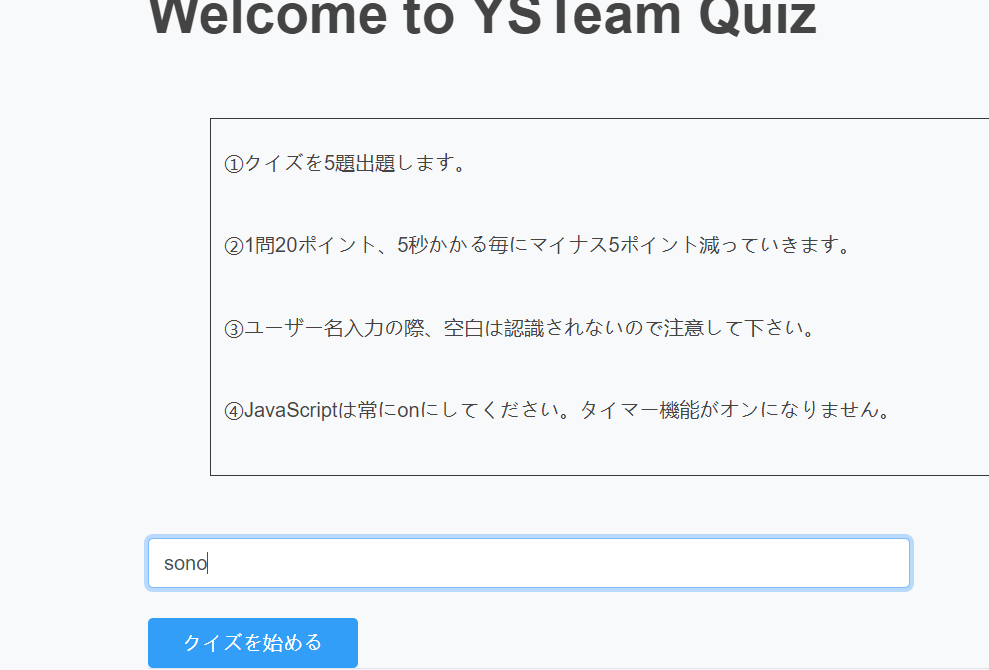 Welcome to YSTeam Quiz
①クイズを5題出題します。
②1問20ポイント、5秒かかる毎にマイナス5ポイント減っていきます。
③ユーザー名入力の際、空白は認識されないので注意して下さい。
④JavaScriptは常にonにしてください。タイマー機能がオンになりません。
sono
クイズを始める